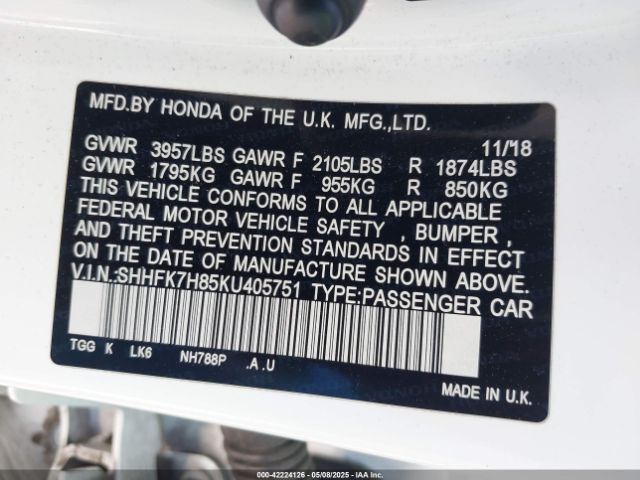 MFD.BY HONDA OF THE U.K. MFG.,LTD.
11/18
GVWR 3957LBS GAWR F 2105LBS R 1874LBS
GVWR 1795KG GAWR F 955KG R 850KG
THIS VEHICLE CONFORMS TO ALL APPLICABLE
FEDERAL MOTOR VEHICLE SAFETY , BUMPER ,
AND THEFT PREVENTION STANDARDS IN EFFECT
ON THE DATE OF MANUFACTURE SHOWN ABOVE.
V.I.N.:SHHFK7H85KU405751 TYPE:PASSENGER CAR
TGG K LK6 NH788P .A .U
MADE IN U.K.
000-42224126 - 05/08/2025 - IAA Inc.